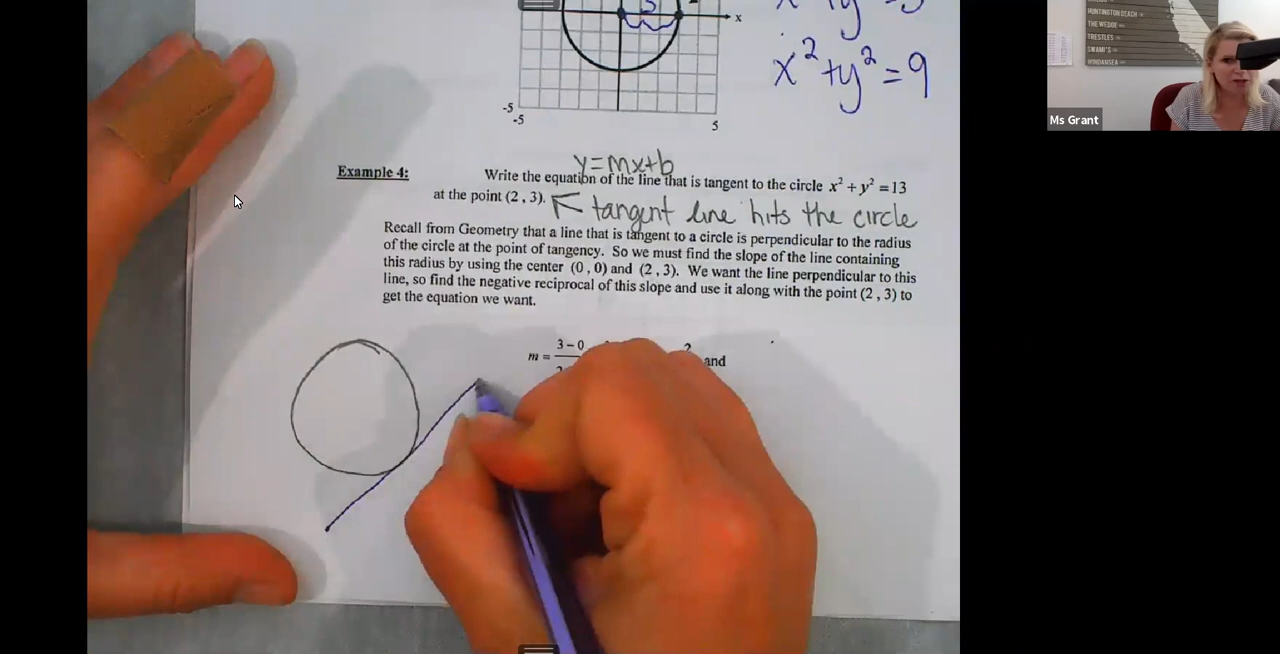 3
x
x² + y² = 9
-5
-5
5
y=mx+b
Example 4: Write the equation of the line that is tangent to the circle x² + y² = 13
at the point (2, 3). tangent line hits the circle
Recall from Geometry that a line that is tangent to a circle is perpendicular to the radius
of the circle at the point of tangency. So we must find the slope of the line containing
this radius by using the center (0, 0) and (2, 3). We want the line perpendicular to this
line, so find the negative reciprocal of this slope and use it along with the point (2, 3) to
get the equation we want.
m = 3 – 0
and
HUNTINGTON BEACH
THE WEDGE
TRESTLES
SWAMI'S
WINDANSEA
Ms Grant